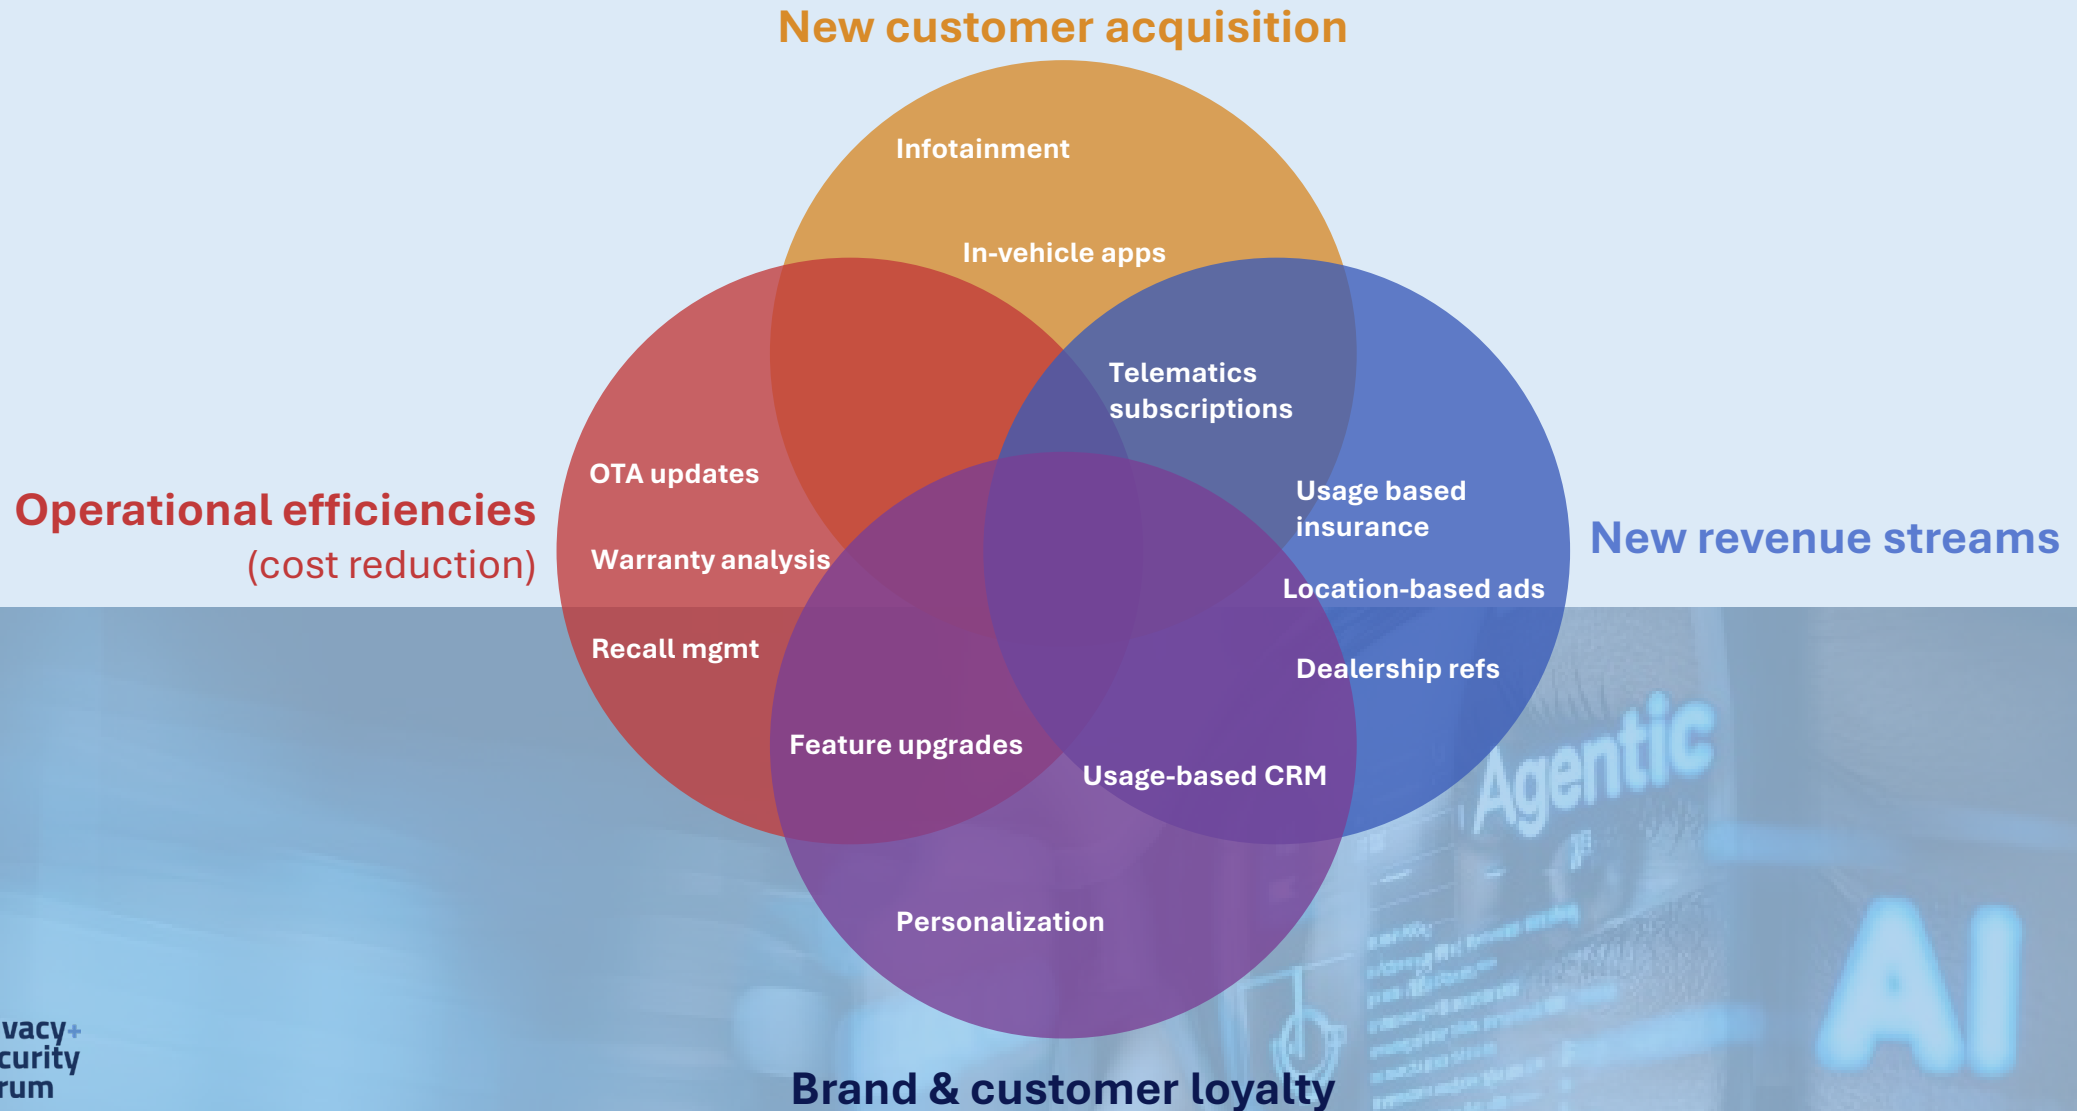 New customer acquisition
Infotainment
In-vehicle apps
Telematics
subscriptions
OTA updates
Operational efficiencies
(cost reduction)
Warranty analysis
Recall mgmt
Usage based
insurance
New revenue streams
Location-based ads
Dealership refs
Feature upgrades
Usage-based CRM
Agentic
Personalization
AI
vacy+
curity
rum
Brand & customer loyalty